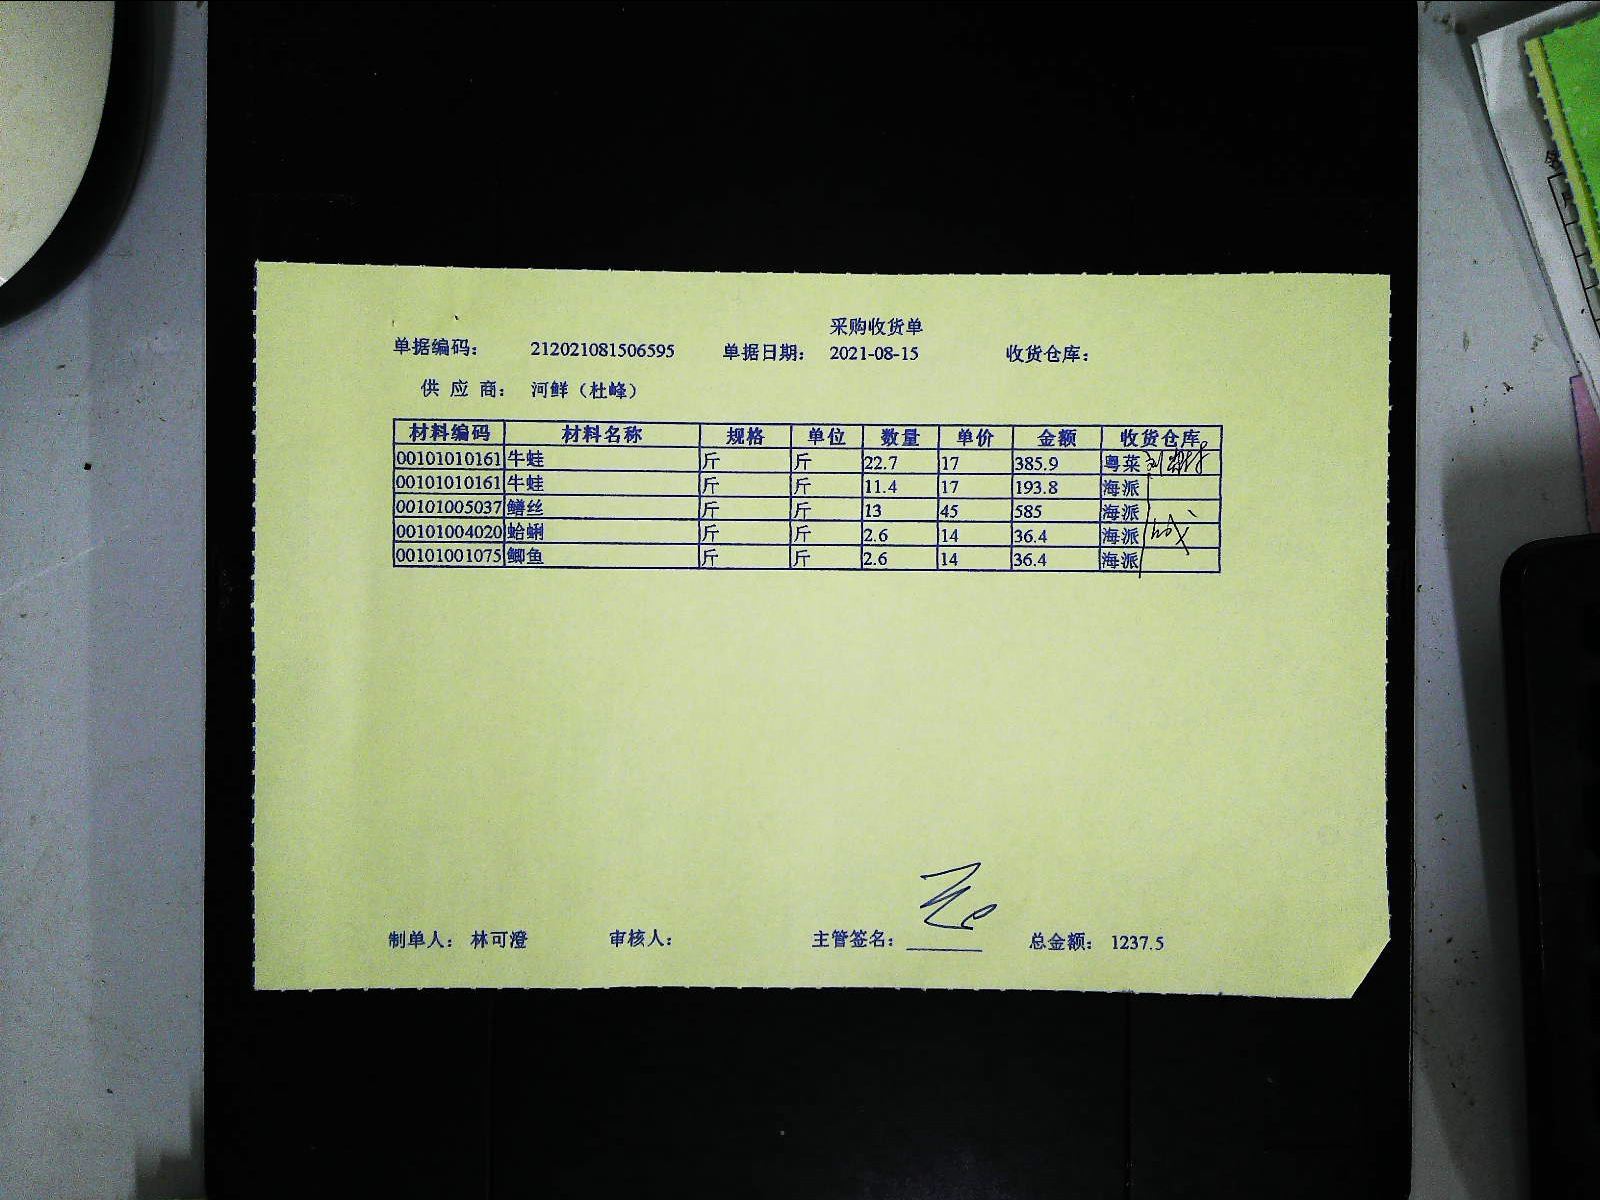 采购收货单
单据编码： 212021081506595 单据日期： 2021-08-15 收货仓库：
供 应 商： 河鲜（杜峰）
材料编码 材料名称 规格 单位 数量 单价 金额 收货仓库
00101010161 牛蛙 斤 斤 22.7 17 385.9 粤菜
00101010161 牛蛙 斤 斤 11.4 17 193.8 海派
00101005037 鳝丝 斤 斤 13 45 585 海派
00101004020 蛤蜊 斤 斤 2.6 14 36.4 海派
00101001075 鲫鱼 斤 斤 2.6 14 36.4 海派
制单人： 林可澄 审核人： 主管签名： 总金额： 1237.5